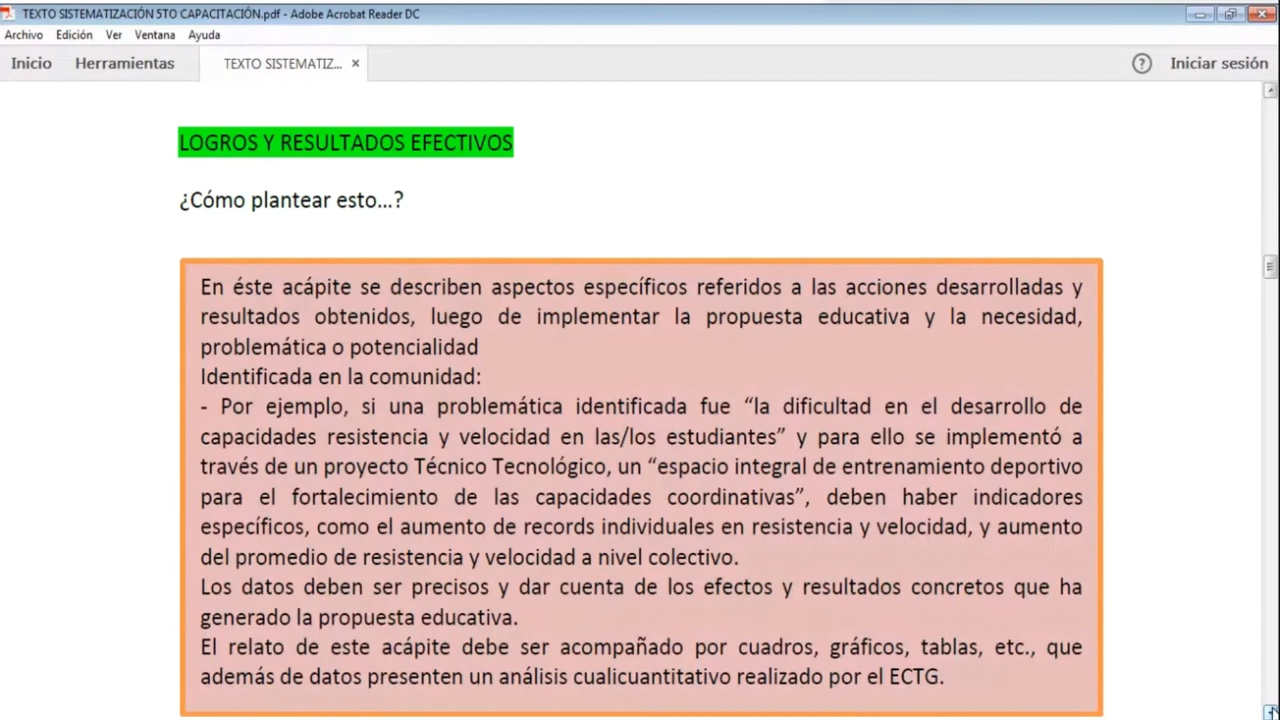 TEXTO SISTEMATIZACIÓN 5TO CAPACITACIÓN.pdf - Adobe Acrobat Reader DC
Archivo Edición Ver Ventana Ayuda
Inicio Herramientas TEXTO SISTEMATIZ... × ? Iniciar sesión
LOGROS Y RESULTADOS EFECTIVOS
¿Cómo plantear esto...?
En éste acápite se describen aspectos específicos referidos a las acciones desarrolladas y
resultados obtenidos, luego de implementar la propuesta educativa y la necesidad,
problemática o potencialidad
Identificada en la comunidad:
- Por ejemplo, si una problemática identificada fue “la dificultad en el desarrollo de
capacidades resistencia y velocidad en las/los estudiantes” y para ello se implementó a
través de un proyecto Técnico Tecnológico, un “espacio integral de entrenamiento deportivo
para el fortalecimiento de las capacidades coordinativas”, deben haber indicadores
específicos, como el aumento de records individuales en resistencia y velocidad, y aumento
del promedio de resistencia y velocidad a nivel colectivo.
Los datos deben ser precisos y dar cuenta de los efectos y resultados concretos que ha
generado la propuesta educativa.
El relato de este acápite debe ser acompañado por cuadros, gráficos, tablas, etc., que
además de datos presenten un análisis cualicuantitativo realizado por el ECTG.